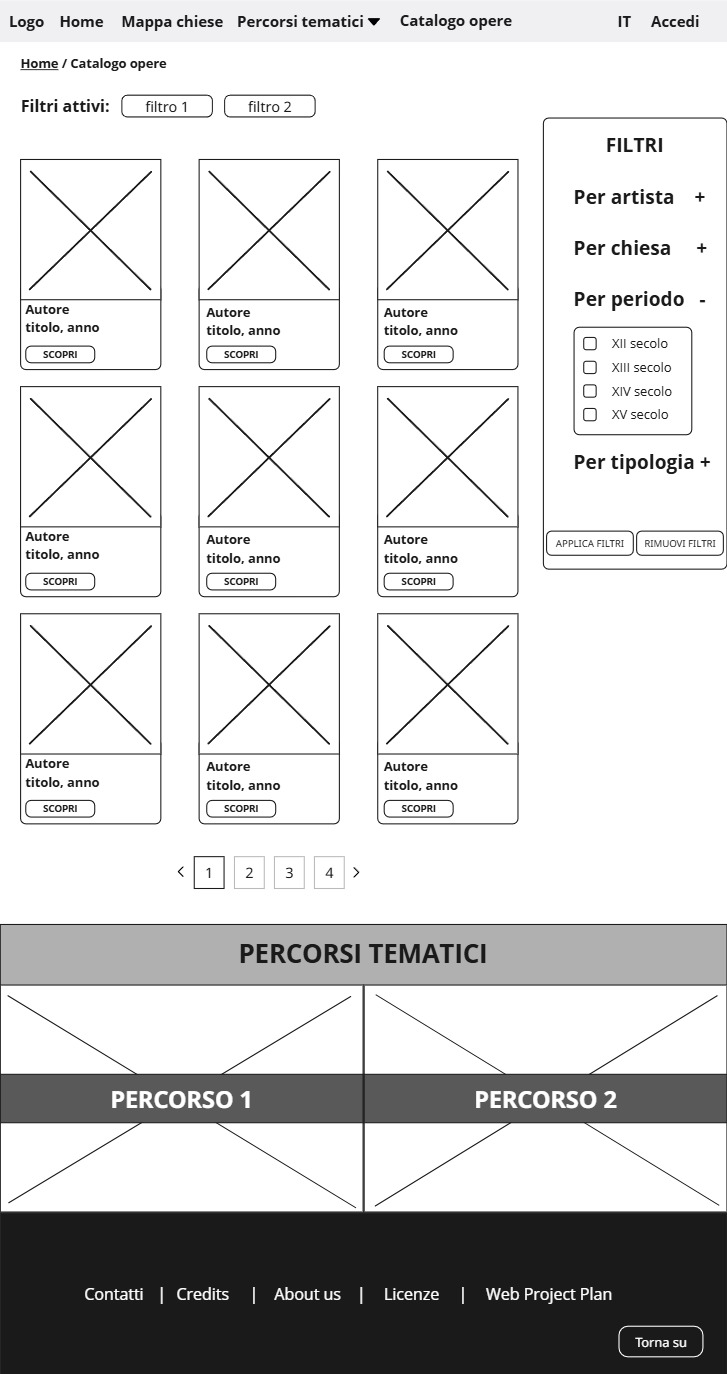 Logo Home Mappa chiese Percorsi tematici Catalogo opere IT Accedi
Home / Catalogo opere
Filtri attivi: filtro 1 filtro 2
Autore
titolo, anno
SCOPRI
Autore
titolo, anno
SCOPRI
Autore
titolo, anno
SCOPRI
Autore
titolo, anno
SCOPRI
Autore
titolo, anno
SCOPRI
Autore
titolo, anno
SCOPRI
Autore
titolo, anno
SCOPRI
Autore
titolo, anno
SCOPRI
Autore
titolo, anno
SCOPRI
FILTRI
Per artista +
Per chiesa +
Per periodo -
XII secolo
XIII secolo
XIV secolo
XV secolo
Per tipologia +
APPLICA FILTRI RIMUOVI FILTRI
< 1 2 3 4 >
PERCORSI TEMATICI
PERCORSO 1 PERCORSO 2
Contatti | Credits | About us | Licenze | Web Project Plan
Torna su